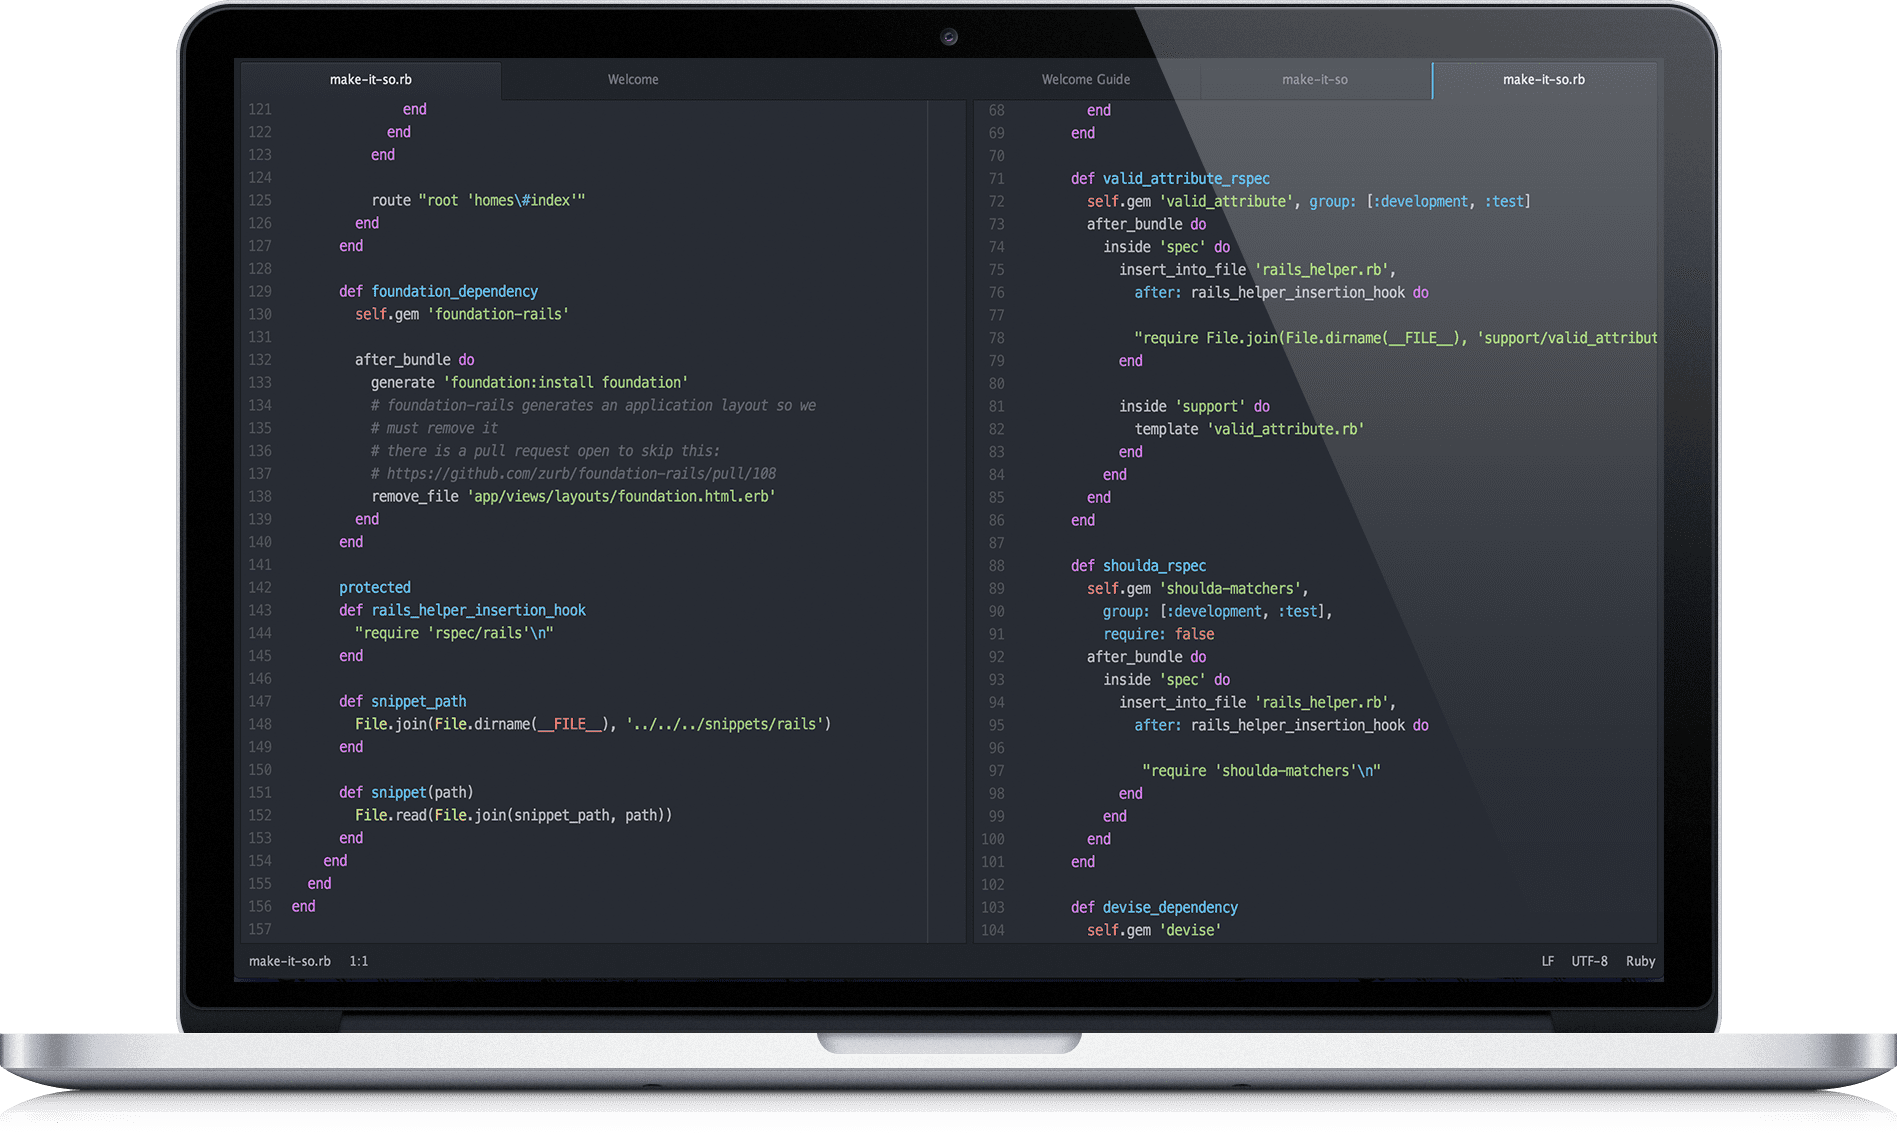 make-it-so.rb
Welcome
121 end
122 end
123 end
124
125 route "root 'homes\#index'"
126 end
127 end
128
129 def foundation_dependency
130 self.gem 'foundation-rails'
131
132 after_bundle do
133 generate 'foundation:install foundation'
134 # foundation-rails generates an application layout so we
135 # must remove it
136 # there is a pull request open to skip this:
137 # https://github.com/zurb/foundation-rails/pull/108
138 remove_file 'app/views/layouts/foundation.html.erb'
139 end
140 end
141
142 protected
143 def rails_helper_insertion_hook
144 "require 'rspec/rails'\n"
145 end
146
147 def snippet_path
148 File.join(File.dirname(__FILE__), '../../../snippets/rails')
149 end
150
151 def snippet(path)
152 File.read(File.join(snippet_path, path))
153 end
154 end
155 end
156 end
157
Welcome Guide
make-it-so
make-it-so.rb
68 end
69 end
70
71 def valid_attribute_rspec
72 self.gem 'valid_attribute', group: [:development, :test]
73 after_bundle do
74 inside 'spec' do
75 insert_into_file 'rails_helper.rb',
76 after: rails_helper_insertion_hook do
77
78 "require File.join(File.dirname(__FILE__), 'support/valid_attribut
79 end
80
81 inside 'support' do
82 template 'valid_attribute.rb'
83 end
84 end
85 end
86 end
87
88 def shoulda_rspec
89 self.gem 'shoulda-matchers',
90 group: [:development, :test],
91 require: false
92 after_bundle do
93 inside 'spec' do
94 insert_into_file 'rails_helper.rb',
95 after: rails_helper_insertion_hook do
96
97 "require 'shoulda-matchers'\n"
98 end
99 end
100 end
101 end
102
103 def devise_dependency
104 self.gem 'devise'
make-it-so.rb 1:1
LF UTF-8 Ruby